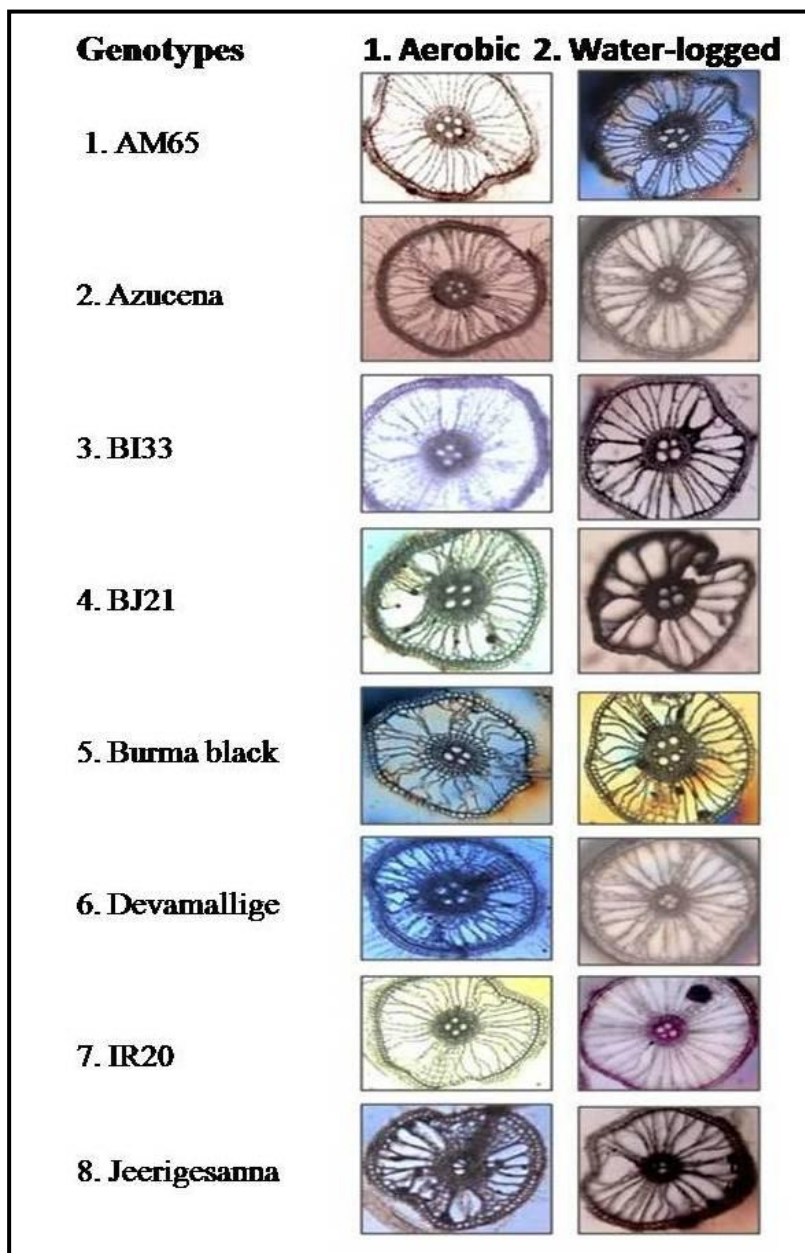 Genotypes 1. Aerobic 2. Water-logged
1. AM65
2. Azucena
3. BI33
4. BJ21
5. Burma black
6. Devamallige
7. IR20
8. Jeerigesanna